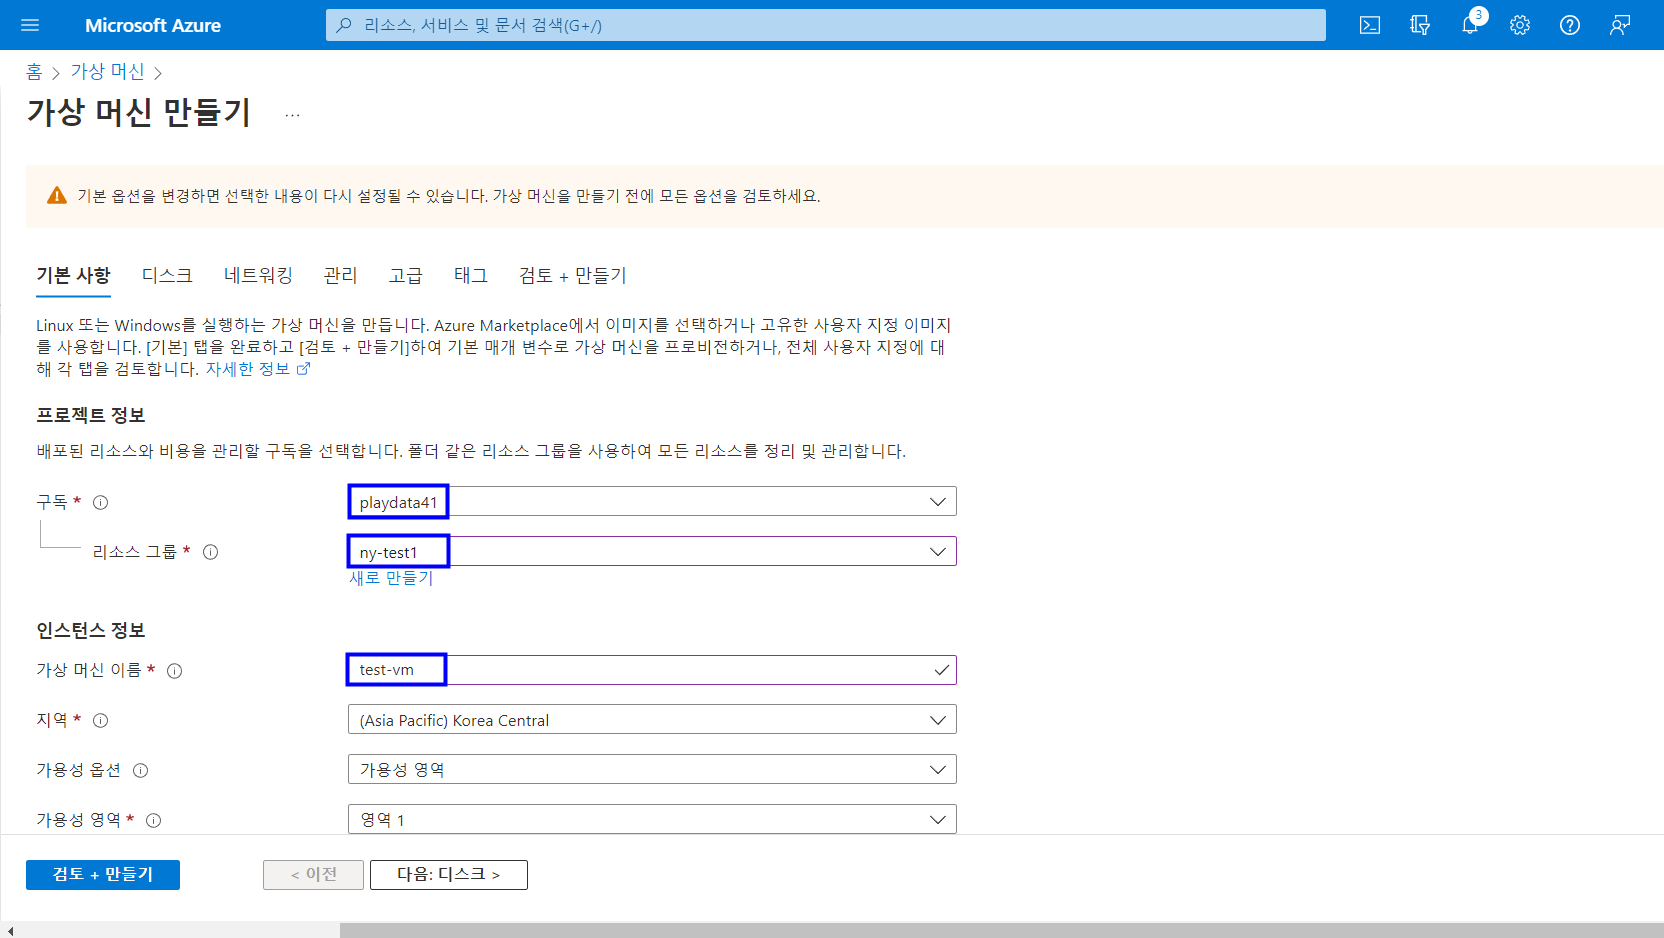 Microsoft Azure
리소스, 서비스 및 문서 검색(G+/)
3
홈 > 가상 머신 >
가상 머신 만들기 ...
기본 옵션을 변경하면 선택한 내용이 다시 설정될 수 있습니다. 가상 머신을 만들기 전에 모든 옵션을 검토하세요.
기본 사항 디스크 네트워킹 관리 고급 태그 검토 + 만들기
Linux 또는 Windows를 실행하는 가상 머신을 만듭니다. Azure Marketplace에서 이미지를 선택하거나 고유한 사용자 지정 이미지
를 사용합니다. [기본] 탭을 완료하고 [검토 + 만들기]하여 기본 매개 변수로 가상 머신을 프로비전하거나, 전체 사용자 지정에 대
해 각 탭을 검토합니다. 자세한 정보
프로젝트 정보
배포된 리소스와 비용을 관리할 구독을 선택합니다. 폴더 같은 리소스 그룹을 사용하여 모든 리소스를 정리 및 관리합니다.
구독 * playdata41
리소스 그룹 * ny-test1
새로 만들기
인스턴스 정보
가상 머신 이름 * test-vm
지역 * (Asia Pacific) Korea Central
가용성 옵션 가용성 영역
가용성 영역 * 영역 1
검토 + 만들기 < 이전 다음: 디스크 >